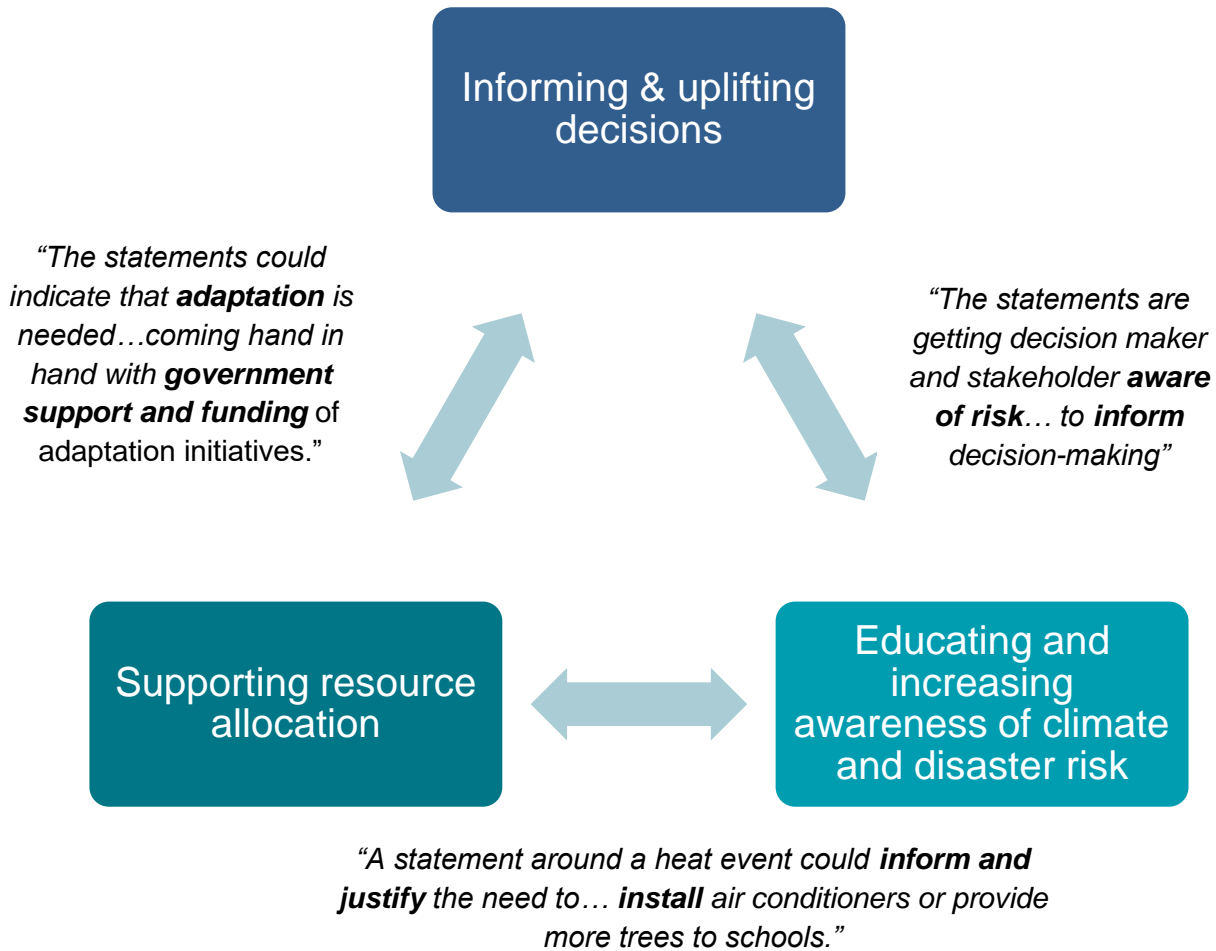 Informing & uplifting
decisions
“The statements could
indicate that adaptation is
needed…coming hand in
hand with government
support and funding of
adaptation initiatives.”
“The statements are
getting decision maker
and stakeholder aware
of risk… to inform
decision-making”
Supporting resource
allocation
Educating and
increasing
awareness of climate
and disaster risk
“A statement around a heat event could inform and
justify the need to… install air conditioners or provide
more trees to schools.”